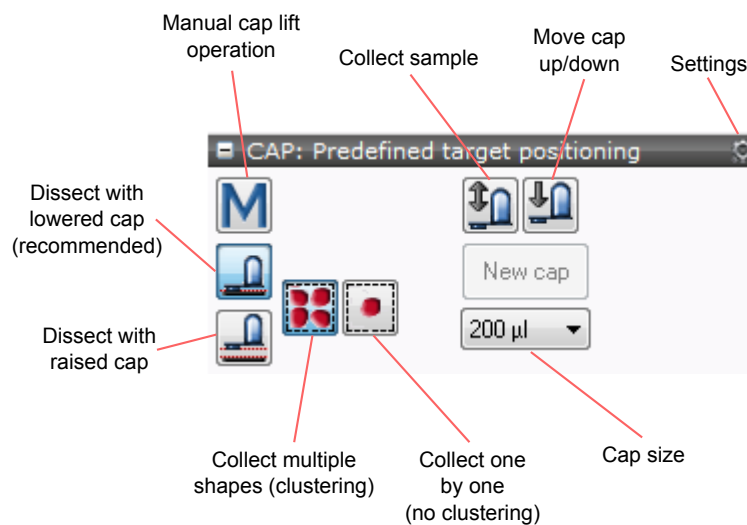 Manual cap lift
operation
Collect sample
Move cap
up/down
Settings
CAP: Predefined target positioning
M
Dissect with
lowered cap
(recommended)
New cap
200 µl
Dissect with
raised cap
Collect multiple
shapes (clustering)
Collect one
by one
(no clustering)
Cap size